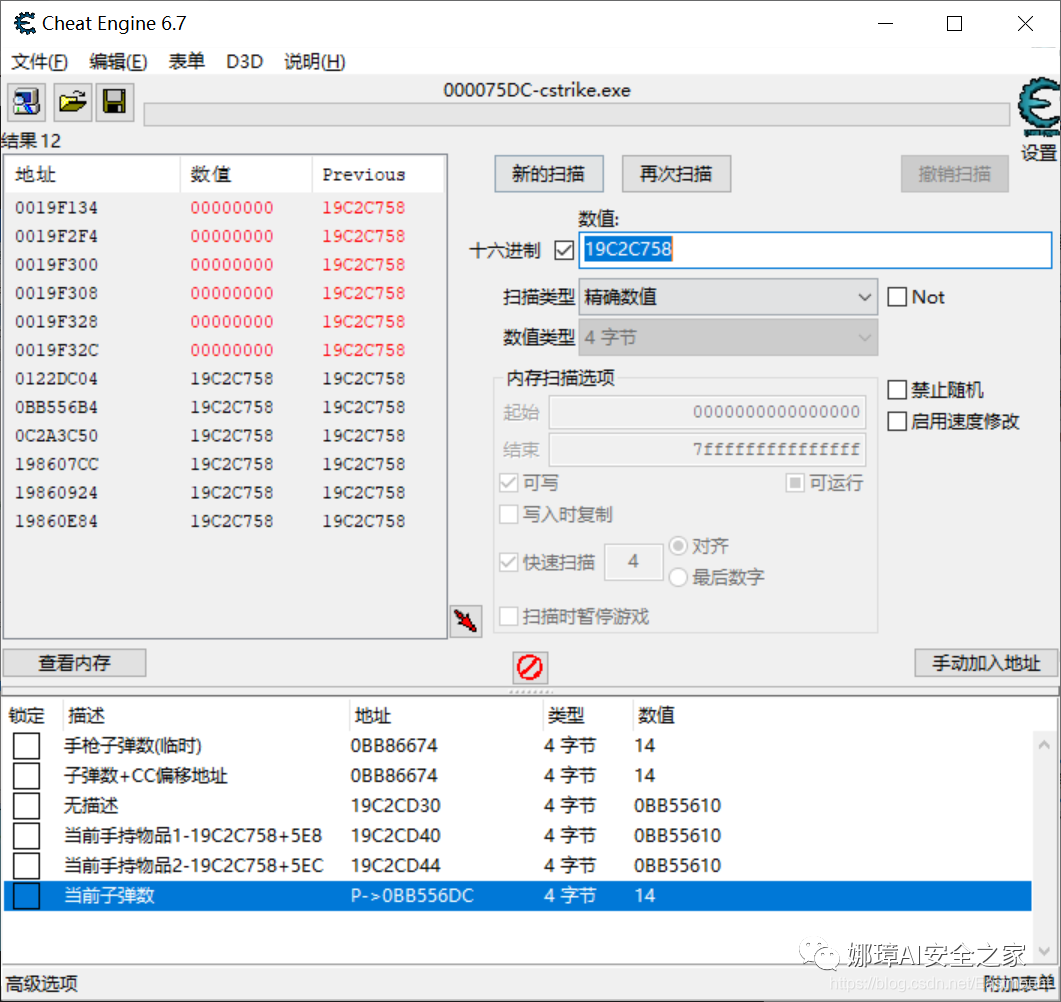 Cheat Engine 6.7
文件(F) 编辑(E) 表单 D3D 说明(H)
000075DC-cstrike.exe
设置
结果 12
地址 数值 Previous
0019F134 00000000 19C2C758
0019F2F4 00000000 19C2C758
0019F300 00000000 19C2C758
0019F308 00000000 19C2C758
0019F328 00000000 19C2C758
0019F32C 00000000 19C2C758
0122DC04 19C2C758 19C2C758
0BB556B4 19C2C758 19C2C758
0C2A3C50 19C2C758 19C2C758
198607CC 19C2C758 19C2C758
19860924 19C2C758 19C2C758
19860E84 19C2C758 19C2C758
新的扫描 再次扫描 撤销扫描
数值:
十六进制 19C2C758
扫描类型 精确数值 Not
数值类型 4 字节
内存扫描选项
起始 0000000000000000
结束 7fffffffffffffff
可写 可运行
写入时复制
快速扫描 4 对齐
最后数字
扫描时暂停游戏
禁止随机
启用速度修改
查看内存 手动加入地址
锁定 描述 地址 类型 数值
手枪子弹数(临时) 0BB86674 4 字节 14
子弹数+CC偏移地址 0BB86674 4 字节 14
无描述 19C2CD30 4 字节 0BB55610
当前手持物品1-19C2C758+5E8 19C2CD40 4 字节 0BB55610
当前手持物品2-19C2C758+5EC 19C2CD44 4 字节 0BB55610
当前子弹数 P->0BB556DC 4 字节 14
娜璋AI安全之家
高级选项 附加表单